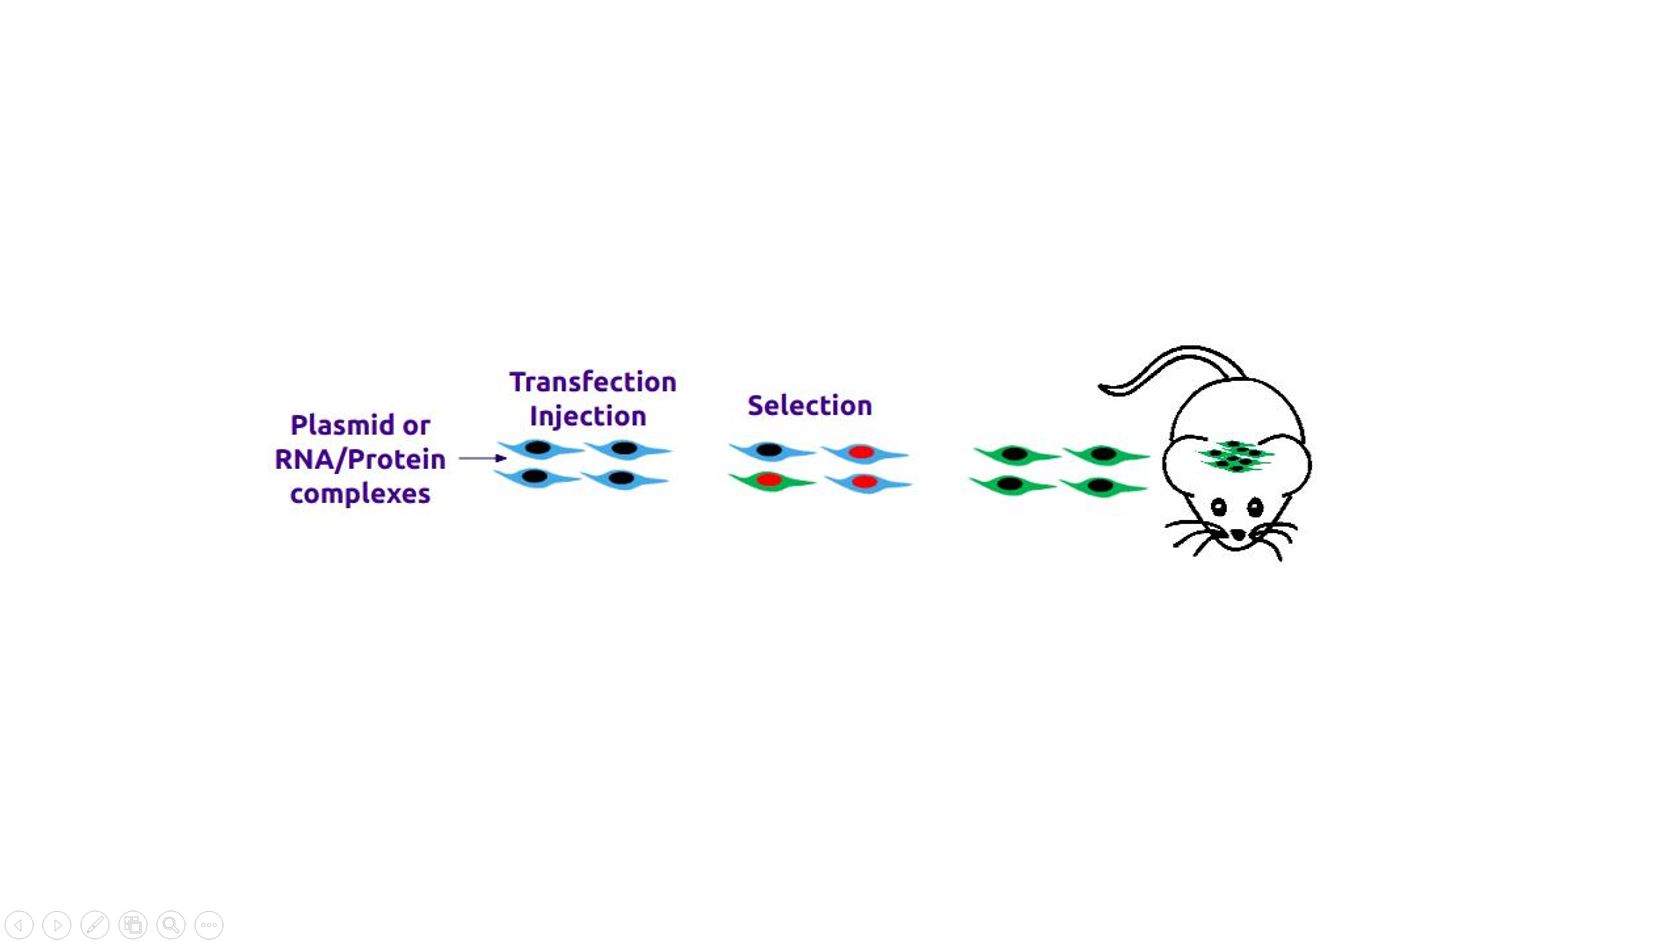 Plasmid or
RNA/Protein
complexes
Transfection
Injection
Selection